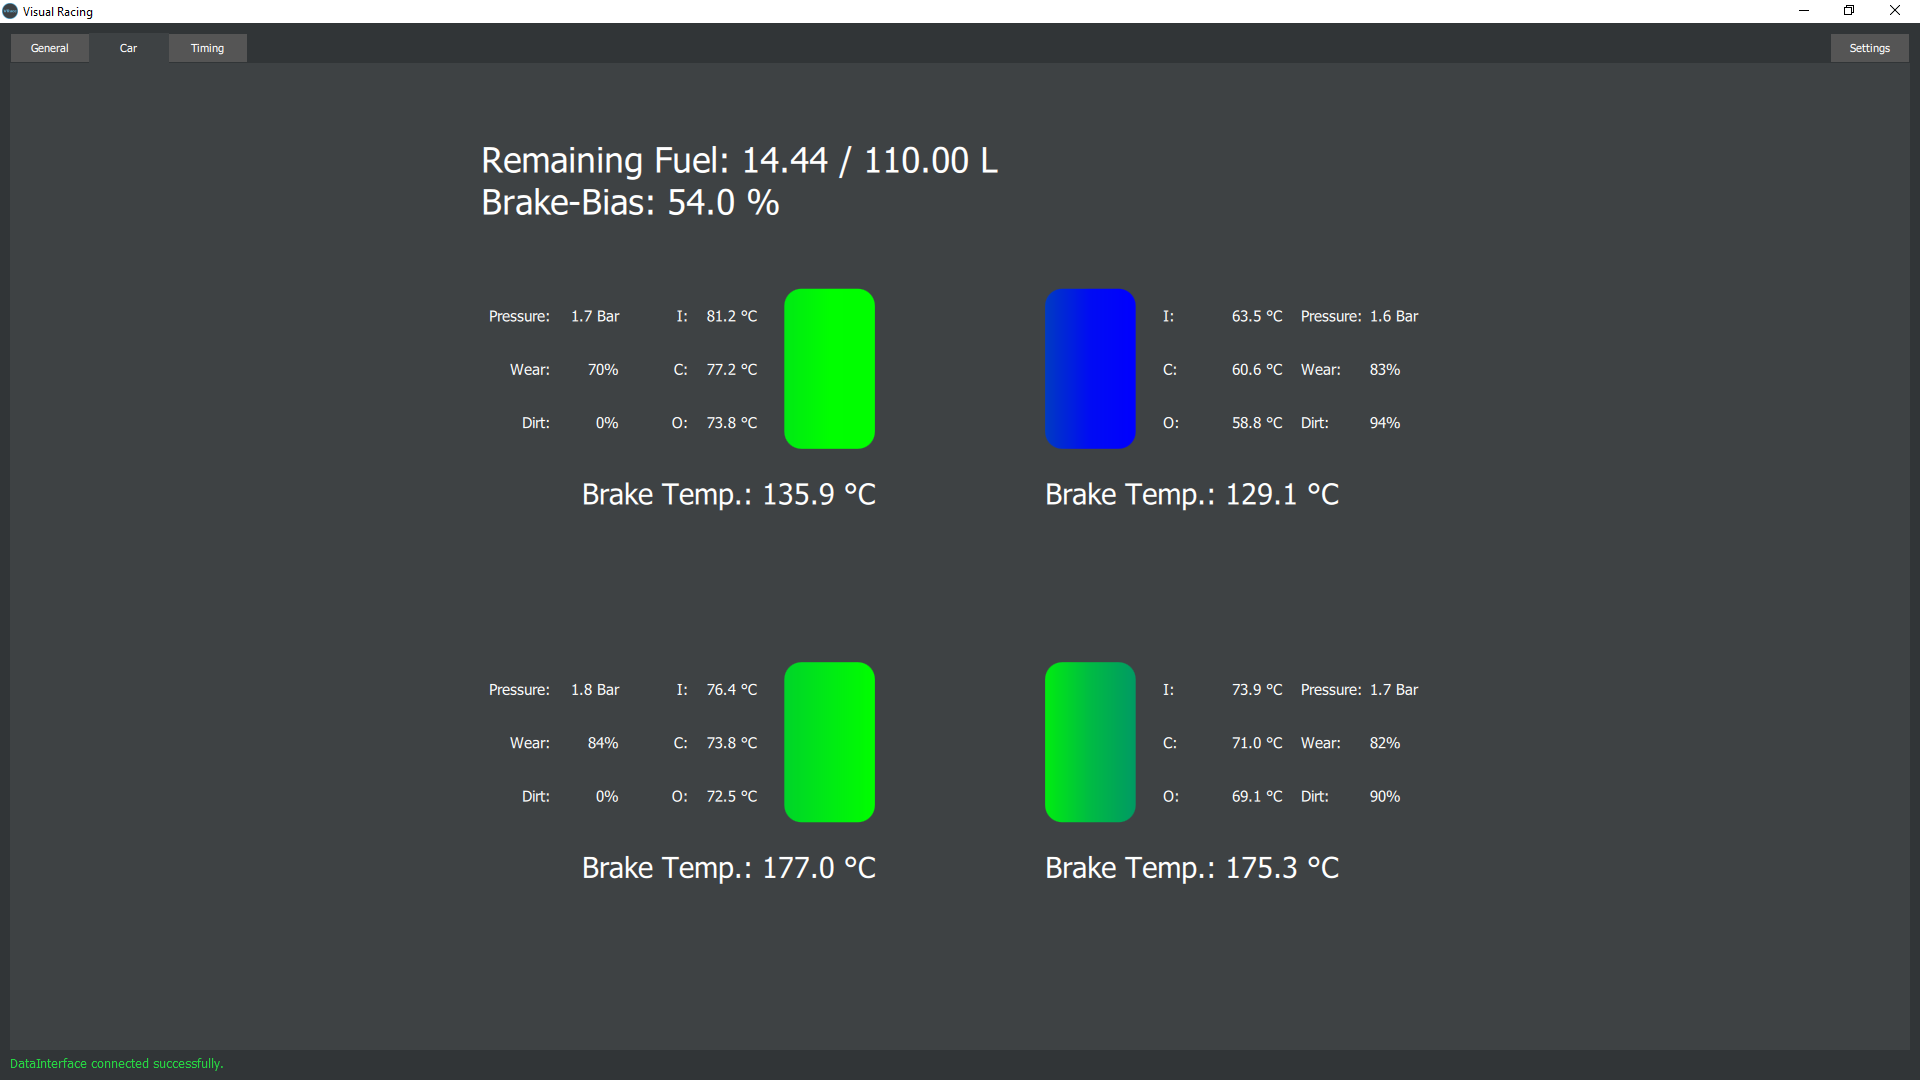 Visual Racing
General Car Timing Settings
Remaining Fuel: 14.44 / 110.00 L
Brake-Bias: 54.0 %
Pressure: 1.7 Bar I: 81.2 °C I: 63.5 °C Pressure: 1.6 Bar
Wear: 70% C: 77.2 °C C: 60.6 °C Wear: 83%
Dirt: 0% O: 73.8 °C O: 58.8 °C Dirt: 94%
Brake Temp.: 135.9 °C Brake Temp.: 129.1 °C
Pressure: 1.8 Bar I: 76.4 °C I: 73.9 °C Pressure: 1.7 Bar
Wear: 84% C: 73.8 °C C: 71.0 °C Wear: 82%
Dirt: 0% O: 72.5 °C O: 69.1 °C Dirt: 90%
Brake Temp.: 177.0 °C Brake Temp.: 175.3 °C
DataInterface connected successfully.